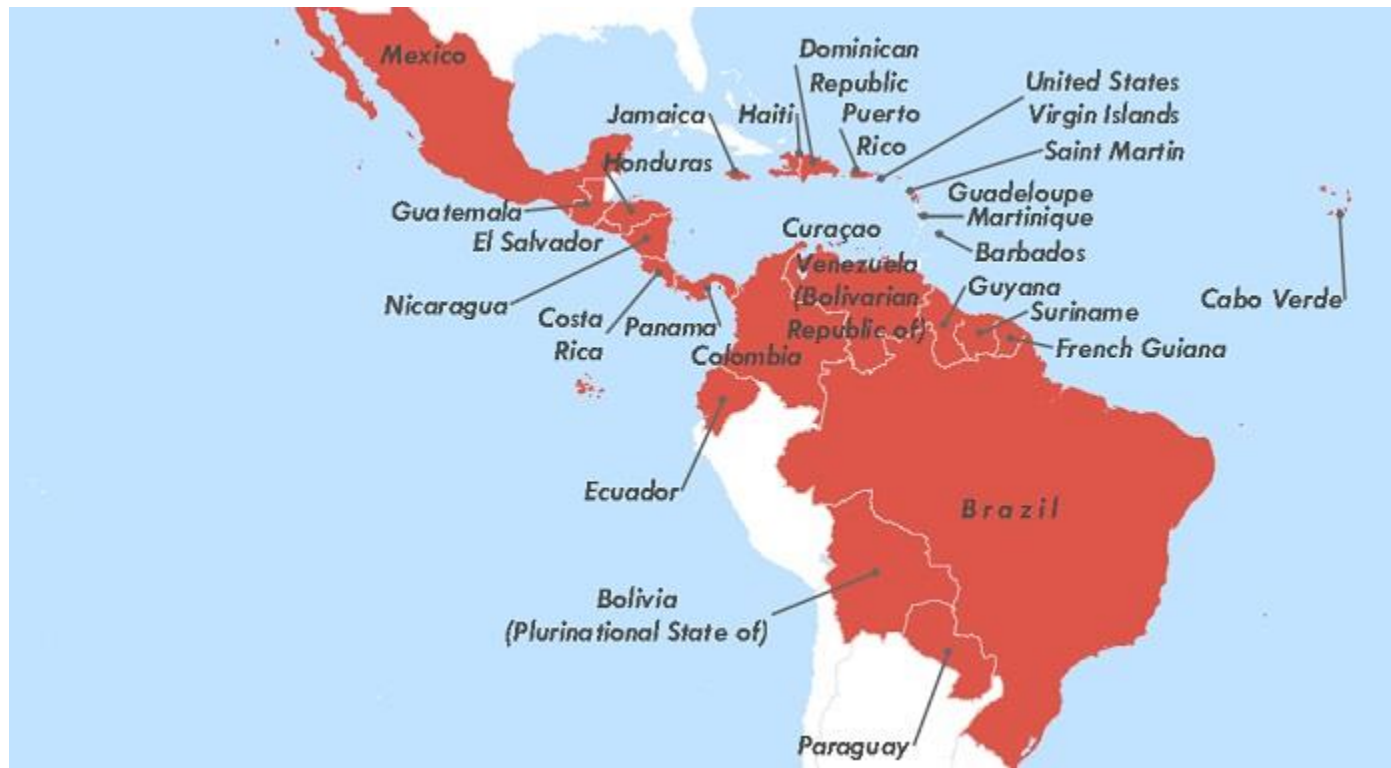 Mexico
Dominican
Republic
United States
Virgin Islands
Jamaica
Haiti
Puerto
Rico
Saint Martin
Honduras
Guadeloupe
Martinique
Guatemala
El Salvador
Curaçao
Barbados
Venezuela
(Bolivarian
Republic of)
Guyana
Suriname
French Guiana
Cabo Verde
Nicaragua
Costa
Rica
Panama
Colombia
Ecuador
Brazil
Bolivia
(Plurinational State of)
Paraguay